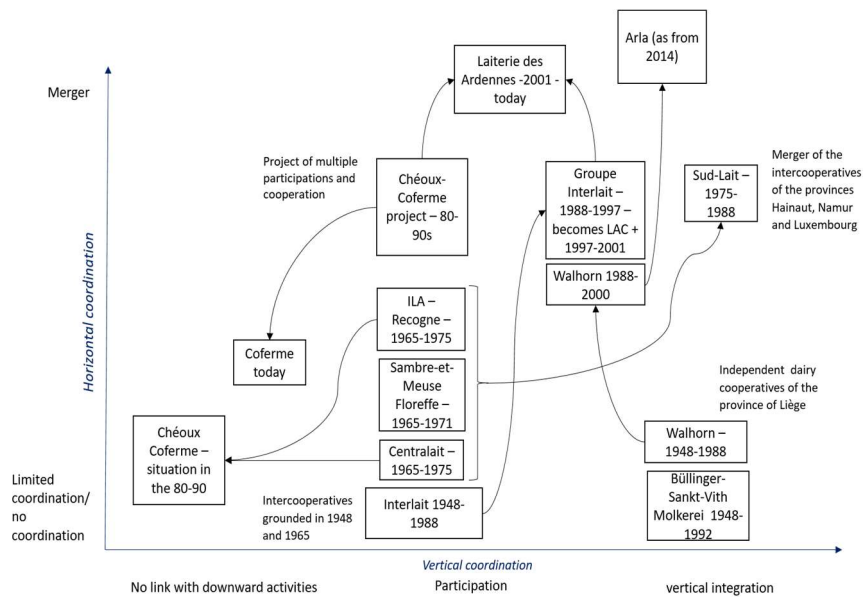 Arla (as from
2014)
Laiterie des
Ardennes -2001 -
today
Merger
Project of multiple
participations and
cooperation
Chéoux-
Coferme
project – 80-
90s
Groupe
Interlait –
1988-1997 –
becomes LAC +
1997-2001
Sud-Lait –
1975-
1988
Merger of the
intercooperatives
of the provinces
Hainaut, Namur
and Luxembourg
Horizontal coordination
Walhorn 1988-
2000
ILA –
Recogne –
1965-1975
Coferme
today
Sambre-et-
Meuse
Floreffe –
1965-1971
Independent dairy
cooperatives of the
province of Liège
Chéoux
Coferme –
situation in
the 80-90
Centralait –
1965-1975
Walhorn –
1948-1988
Limited
coordination/
no
coordination
Intercooperatives
grounded in 1948
and 1965
Interlait 1948-
1988
Büllinger-
Sankt-Vith
Molkerei 1948-
1992
Vertical coordination
No link with downward activities
Participation
vertical integration